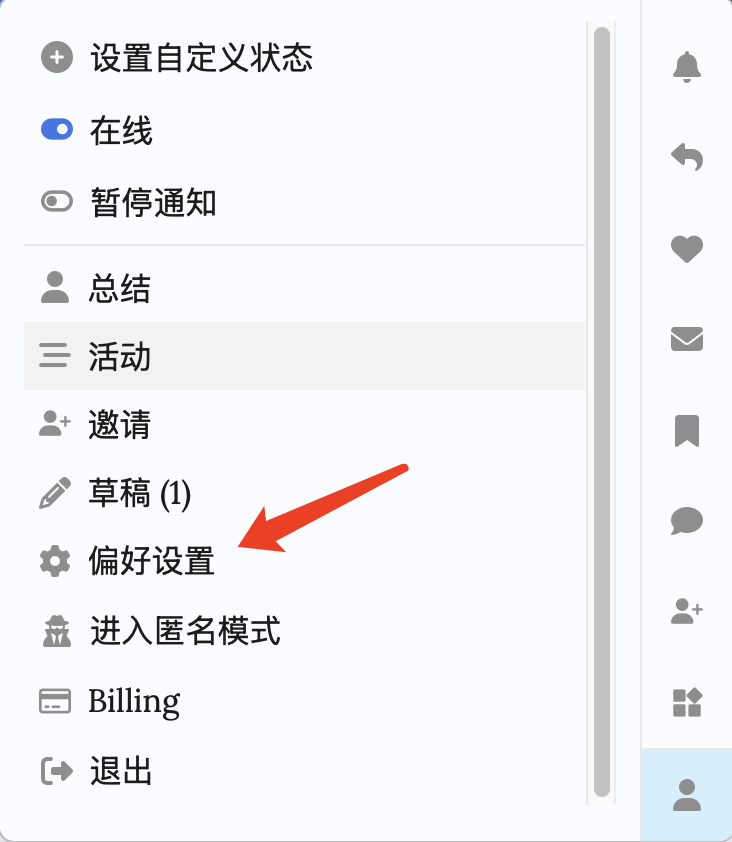 设置自定义状态
在线
暂停通知
总结
活动
邀请
草稿 (1)
偏好设置
进入匿名模式
Billing
退出